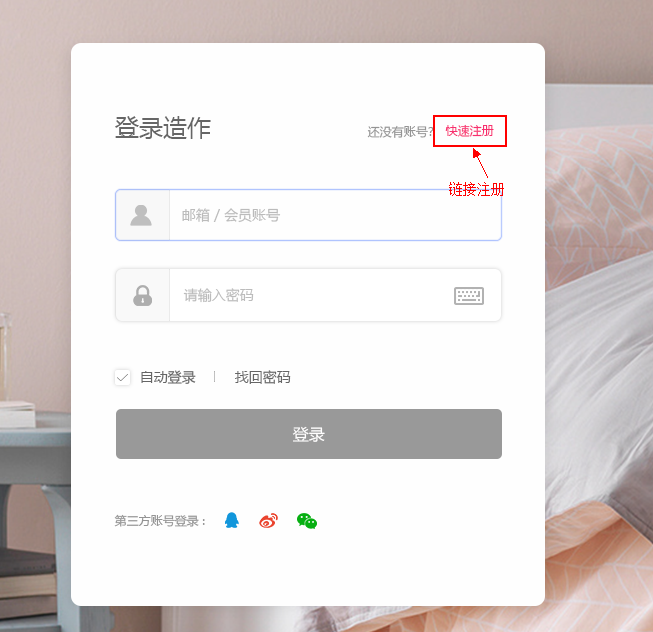 登录造作
还没有账号?
快速注册
链接注册
邮箱 / 会员账号
请输入密码
自动登录
找回密码
登录
第三方账号登录：